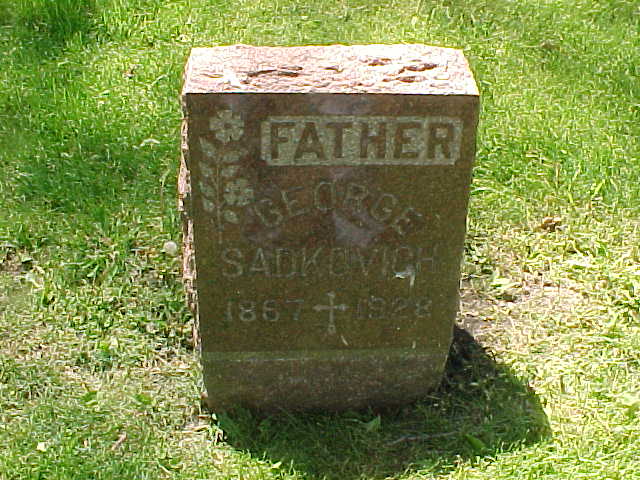 FATHER
GEORGE
SADKOVICH
1867 1928